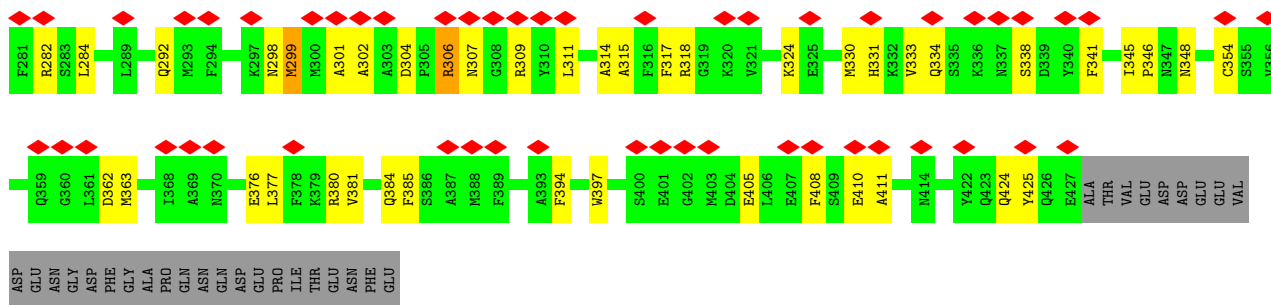 F281 R282 S283 L284 L289 Q292 M293 F294 K297 N298 M299 M300 A301 A302 A303 D304 P305 R306 N307 G308 R309 Y310 L311 A314 A315 F316 F317 R318 G319 K320 V321 K324 E325 M330 H331 K332 V333 Q334 S335 K336 N337 S338 D339 Y340 F341 I345 P346 N347 N348 C354 S355 V356
Q359 G360 L361 D362 M363 I368 A369 N370 E376 L377 F378 K379 R380 V381 Q384 F385 S386 A387 M388 F389 A393 F394 W397 S400 E401 G402 M403 D404 E405 L406 E407 F408 S409 E410 A411 N414 Y422 Q423 Q424 Y425 Q426 E427 ALA THR VAL GLU ASP ASP GLU GLU VAL
ASP GLU ASN GLY ASP PHE GLY ALA PRO GLN ASN GLN ASP GLU PRO ILE THR GLU ASN PHE GLU